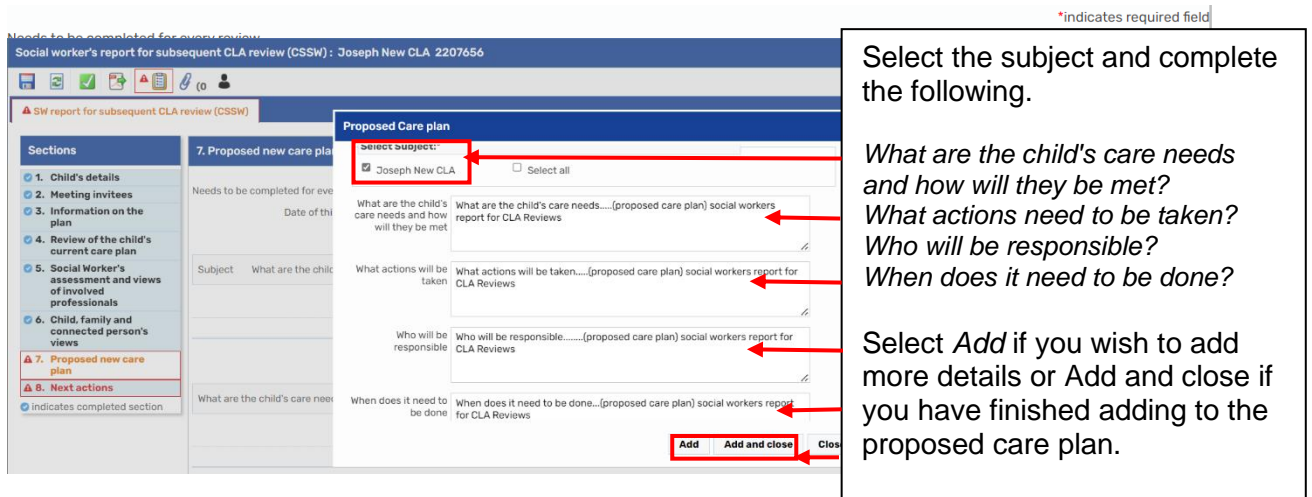 *indicates required field
Needs to be completed for every review
Social worker's report for subsequent CLA review (CSSW) : Joseph New CLA 2207656
(0
SW report for subsequent CLA review (CSSW)
Sections
1. Child's details
2. Meeting invitees
3. Information on the
plan
4. Review of the child's
current care plan
5. Social Worker's
assessment and views
of involved
professionals
6. Child, family and
connected person's
views
7. Proposed new care
plan
8. Next actions
indicates completed section
7. Proposed new care pla
Needs to be completed for eve
Date of thi
Subject What are the chil
What are the child's care nee
Proposed Care plan
Select Subject:*
Joseph New CLA
Select all
What are the child's
care needs and how
will they be met
What are the child's care needs.....(proposed care plan) social workers
report for CLA Reviews
What actions will be
taken
What actions will be taken.....(proposed care plan) social workers report for
CLA Reviews
Who will be
responsible
Who will be responsible........(proposed care plan) social workers report for
CLA Reviews
When does it need to
be done
When does it need to be done...(proposed care plan) social workers report
for CLA Reviews
Add Add and close Clos
Select the subject and complete
the following.
What are the child's care needs
and how will they be met?
What actions need to be taken?
Who will be responsible?
When does it need to be done?
Select Add if you wish to add
more details or Add and close if
you have finished adding to the
proposed care plan.